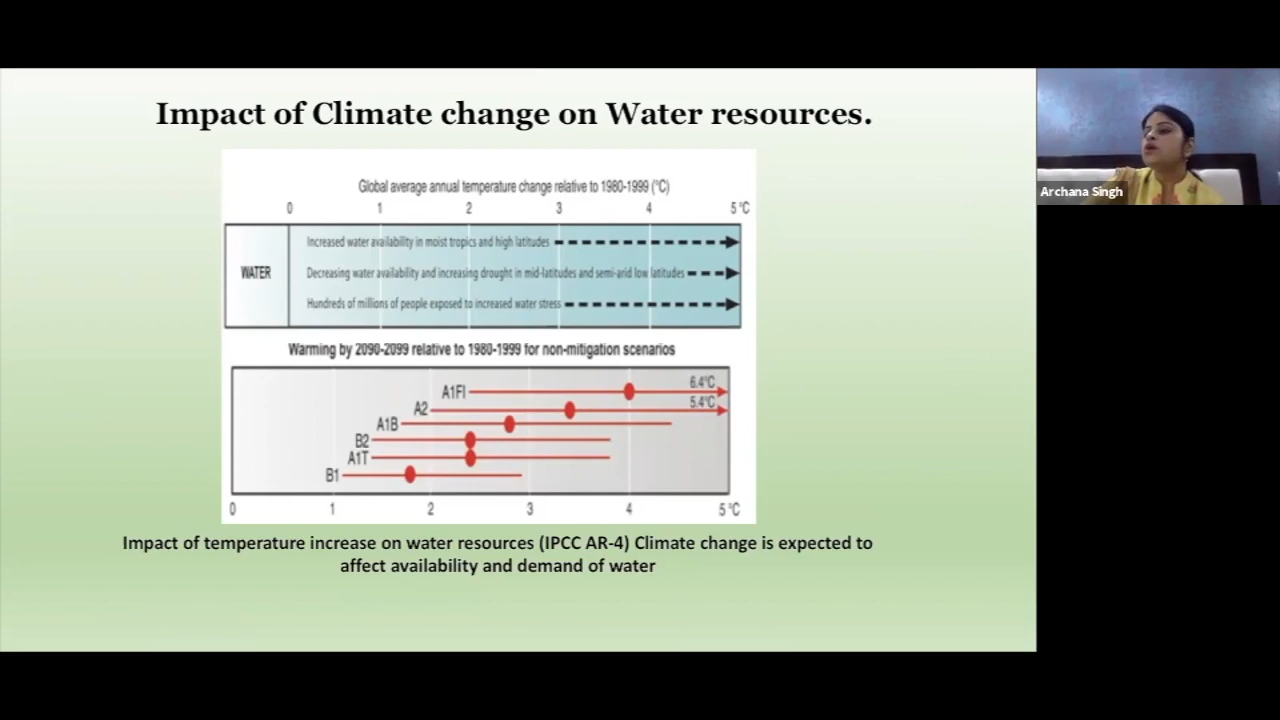 Impact of Climate change on Water resources.
Archana Singh
Global average annual temperature change relative to 1980-1999 (°C)
0 1 2 3 4 5 °C
WATER
Increased water availability in moist tropics and high latitudes
Decreasing water availability and increasing drought in mid-latitudes and semi-arid low latitudes
Hundreds of millions of people exposed to increased water stress
Warming by 2090-2099 relative to 1980-1999 for non-mitigation scenarios
A1FI 6.4°C
A2 5.4°C
A1B
B2
A1T
B1
0 1 2 3 4 5 °C
Impact of temperature increase on water resources (IPCC AR-4) Climate change is expected to
affect availability and demand of water